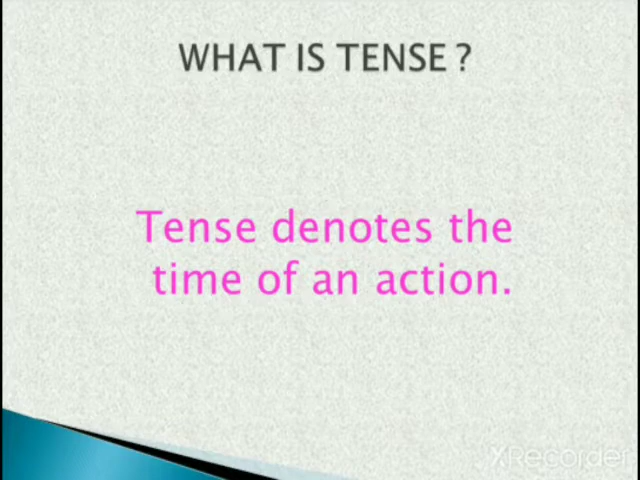 WHAT IS TENSE ?
Tense denotes the
time of an action.
XRecorder